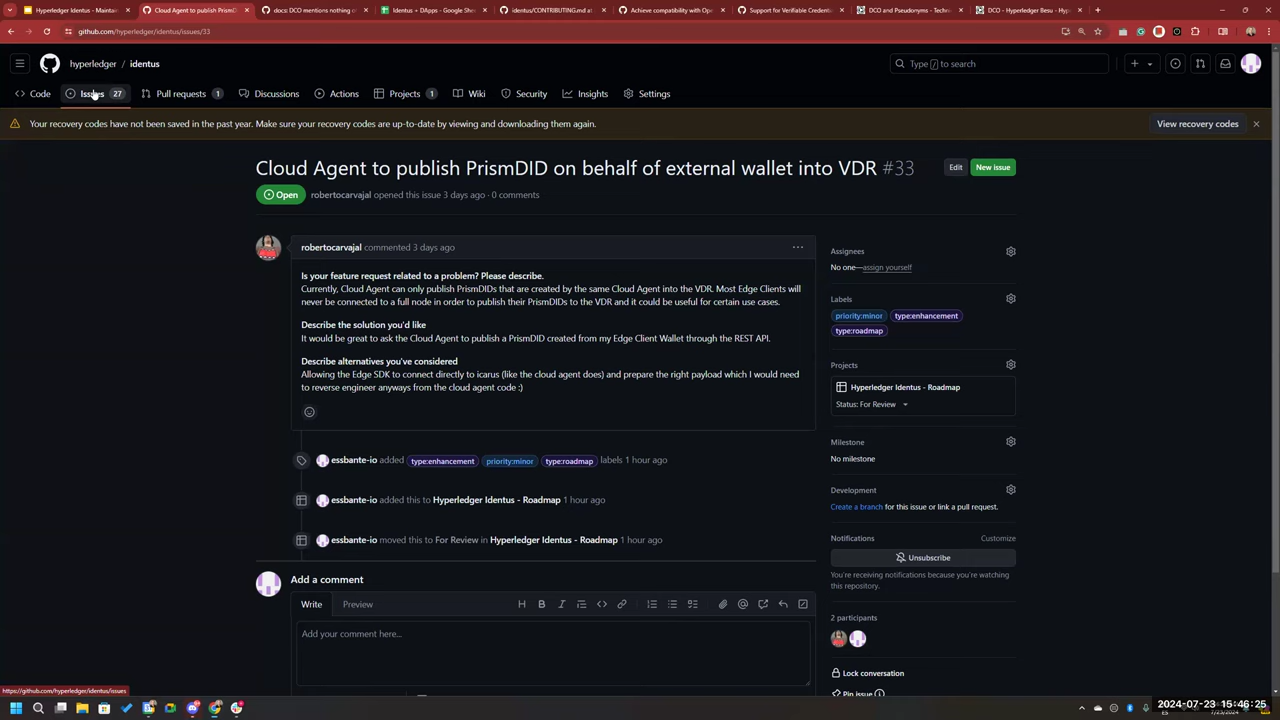 Hyperledger Identus - Maintain
Cloud Agent to publish PrismD
docs: DCO mentions nothing o
Identus + DApps - Google She
identus/CONTRIBUTING.md at
Achieve compatibility with Ope
Support for Verifiable Creden
DCO and Pseudonyms - Techn
DCO - Hyperledger Besu - Hyp
github.com/hyperledger/identus/issues/33
hyperledger / identus
Type / to search
Code
Issues 27
Pull requests 1
Discussions
Actions
Projects 1
Wiki
Security
Insights
Settings
Your recovery codes have not been saved in the past year. Make sure your recovery codes are up-to-date by viewing and downloading them again.
View recovery codes
Cloud Agent to publish PrismDID on behalf of external wallet into VDR #33
Edit
New issue
Open
robertocarvajal opened this issue 3 days ago · 0 comments
robertocarvajal commented 3 days ago
Is your feature request related to a problem? Please describe.
Currently, Cloud Agent can only publish PrismDIDs that are created by the same Cloud Agent into the VDR. Most Edge Clients will
never be connected to a full node in order to publish their PrismDIDs to the VDR and it could be useful for certain use cases.
Describe the solution you'd like
It would be great to ask the Cloud Agent to publish a PrismDID created from my Edge Client Wallet through the REST API.
Describe alternatives you've considered
Allowing the Edge SDK to connect directly to icarus (like the cloud agent does) and prepare the right payload which I would need
to reverse engineer anyways from the cloud agent code :)
essbante-io added type:enhancement priority:minor type:roadmap labels 1 hour ago
essbante-io added this to Hyperledger Identus - Roadmap 1 hour ago
essbante-io moved this to For Review in Hyperledger Identus - Roadmap 1 hour ago
Add a comment
Write
Preview
Add your comment here...
Assignees
No one—assign yourself
Labels
priority:minor type:enhancement
type:roadmap
Projects
Hyperledger Identus - Roadmap
Status: For Review
Milestone
No milestone
Development
Create a branch for this issue or link a pull request.
Notifications
Customize
Unsubscribe
You're receiving notifications because you're watching
this repository.
2 participants
Lock conversation
Pin issue
https://github.com/hyperledger/identus/issues
2024-07-23 15:46:25
7/23/2024